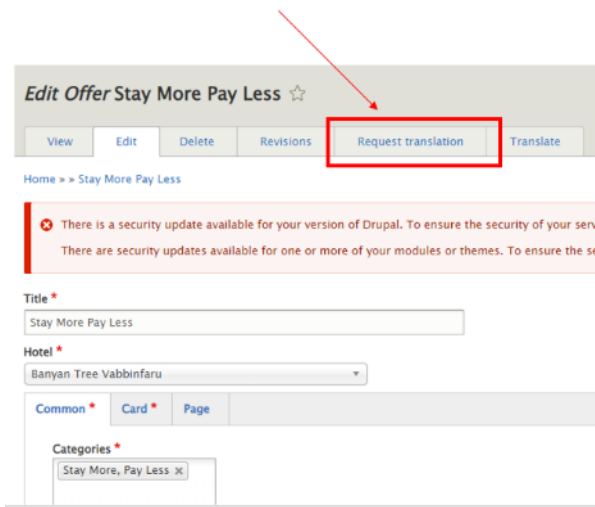 Edit Offer Stay More Pay Less
View Edit Delete Revisions Request translation Translate
Home » » Stay More Pay Less
There is a security update available for your version of Drupal. To ensure the security of your
There are security updates available for one or more of your modules or themes. To ensure the
Title *
Stay More Pay Less
Hotel *
Banyan Tree Vabbinfaru
Common * Card * Page
Categories *
Stay More, Pay Less ×